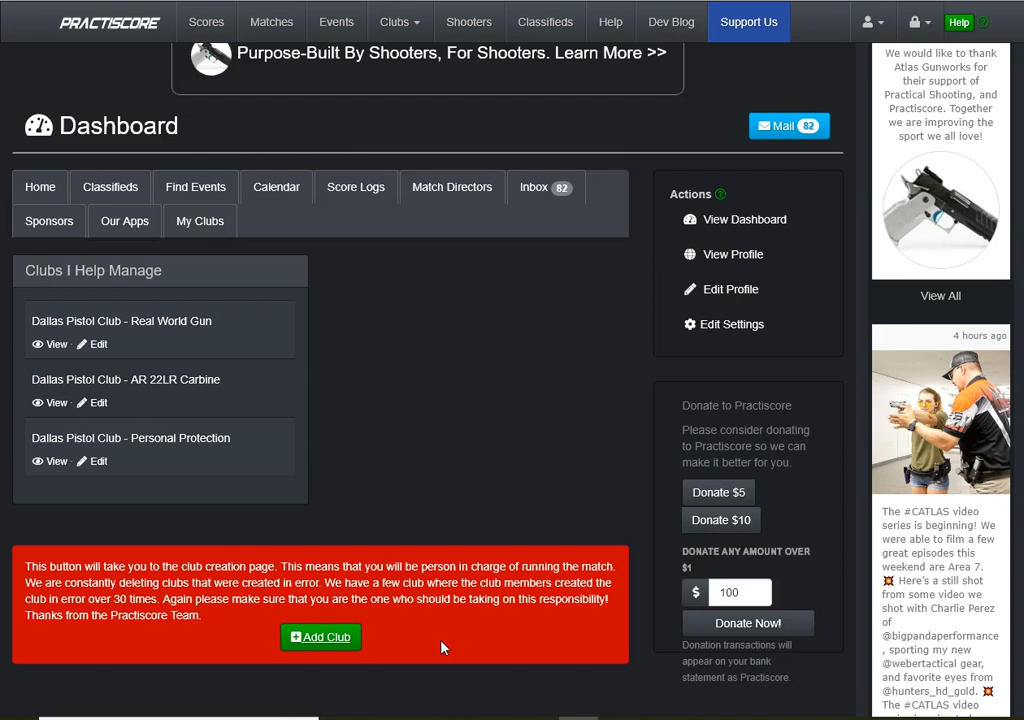 PRACTISCORE Scores Matches Events Clubs Shooters Classifieds Help Dev Blog Support Us Help
Purpose-Built By Shooters, For Shooters. Learn More >>
Dashboard
Mail 82
Home Classifieds Find Events Calendar Score Logs Match Directors Inbox 82
Sponsors Our Apps My Clubs
Clubs I Help Manage
Dallas Pistol Club - Real World Gun
View · Edit
Dallas Pistol Club - AR 22LR Carbine
View · Edit
Dallas Pistol Club - Personal Protection
View · Edit
This button will take you to the club creation page. This means that you will be person in charge of running the match.
We are constantly deleting clubs that were created in error. We have a few club where the club members created the
club in error over 30 times. Again please make sure that you are the one who should be taking on this responsibility!
Thanks from the Practiscore Team.
Add Club
Actions
View Dashboard
View Profile
Edit Profile
Edit Settings
Donate to Practiscore
Please consider donating
to Practiscore so we can
make it better for you.
Donate $5
Donate $10
DONATE ANY AMOUNT OVER
$1
$ 100
Donate Now!
Donation transactions will
appear on your bank
statement as Practiscore.
We would like to thank
Atlas Gunworks for
their support of
Practical Shooting, and
Practiscore. Together
we are improving the
sport we all love!
View All
4 hours ago
The #CATLAS video
series is beginning! We
were able to film a few
great episodes this
weekend are Area 7.
💥 Here's a still shot
from some video we
shot with Charlie Perez
of
@bigpandaperformance
, sporting my new
@webertactical gear,
and favorite eyes from
@hunters_hd_gold. 💥
The #CATLAS video